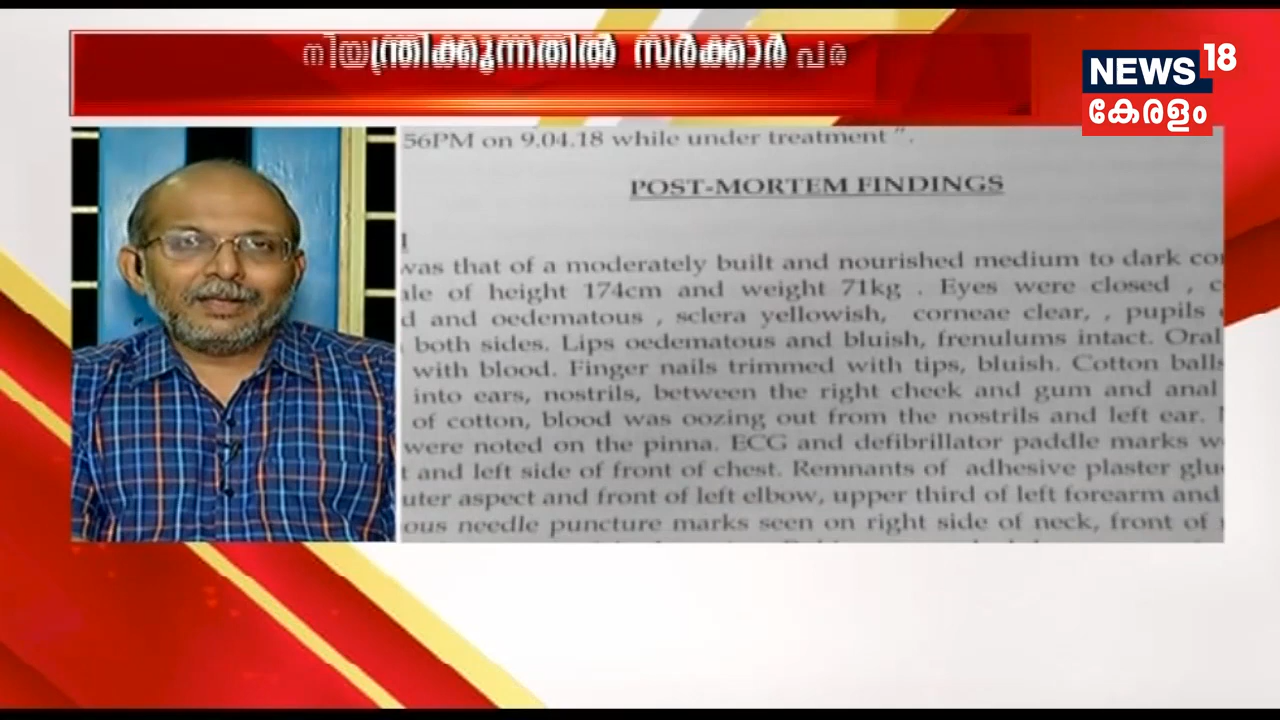 നിയന്ത്രിക്കുന്നതിൽ സർക്കാർ
NEWS 18
കേരളം
56PM on 9.04.18 while under treatment ".
POST-MORTEM FINDINGS
was that of a moderately built and nourished medium to dark
of height 174cm and weight 71kg . Eyes were closed ,
d and oedematous , sclera yellowish, corneae clear, , pupils
both sides. Lips oedematous and bluish, frenulums intact. Oral
with blood. Finger nails trimmed with tips, bluish. Cotton balls
into ears, nostrils, between the right cheek and gum and anal
of cotton, blood was oozing out from the nostrils and left ear.
were noted on the pinna. ECG and defibrillator paddle marks
t and left side of front of chest. Remnants of adhesive plaster
uter aspect and front of left elbow, upper third of left forearm and
ous needle puncture marks seen on right side of neck, front of